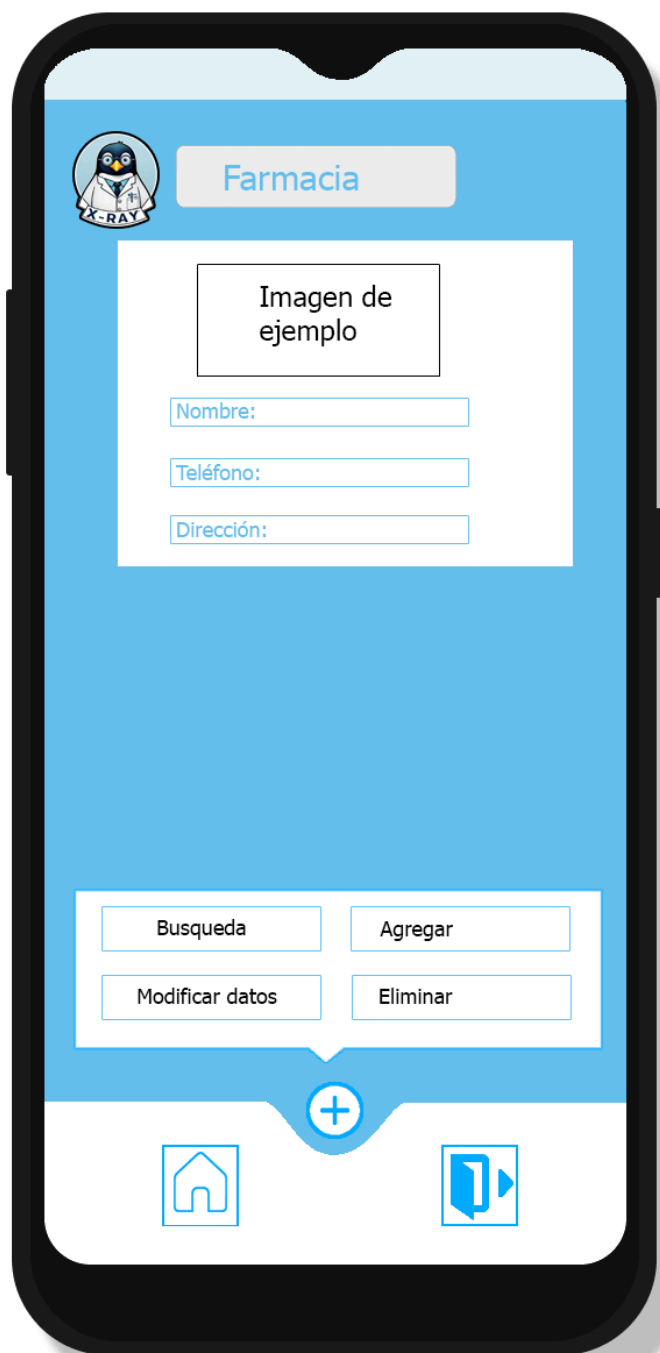 X-RAY
Farmacia
Imagen de
ejemplo
Nombre:
Teléfono:
Dirección:
Busqueda
Agregar
Modificar datos
Eliminar